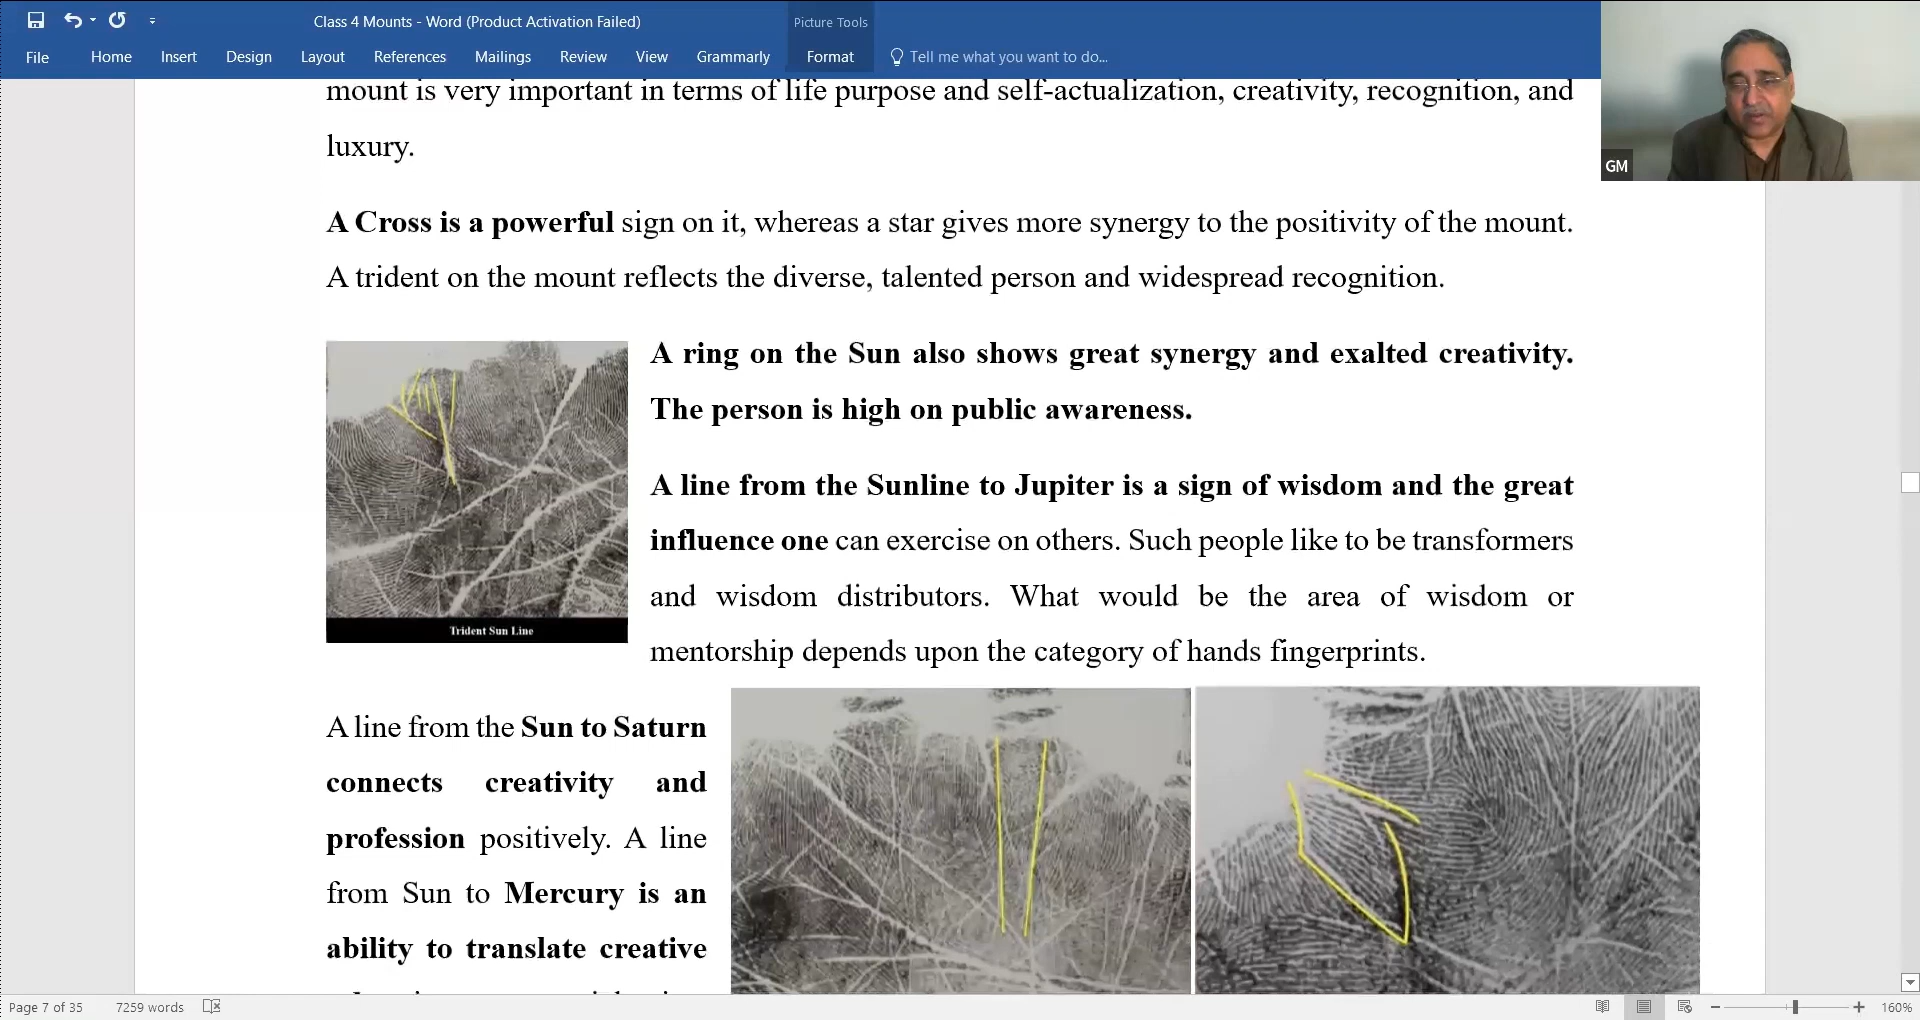 Class 4 Mounts - Word (Product Activation Failed)
Picture Tools
File Home Insert Design Layout References Mailings Review View Grammarly Format Tell me what you want to do...
GM
mount is very important in terms of life purpose and self-actualization, creativity, recognition, and
luxury.
A Cross is a powerful sign on it, whereas a star gives more synergy to the positivity of the mount.
A trident on the mount reflects the diverse, talented person and widespread recognition.
A ring on the Sun also shows great synergy and exalted creativity.
The person is high on public awareness.
A line from the Sunline to Jupiter is a sign of wisdom and the great
influence one can exercise on others. Such people like to be transformers
and wisdom distributors. What would be the area of wisdom or
mentorship depends upon the category of hands fingerprints.
Trident Sun Line
A line from the Sun to Saturn
connects creativity and
profession positively. A line
from Sun to Mercury is an
ability to translate creative
Page 7 of 35 7259 words 160%